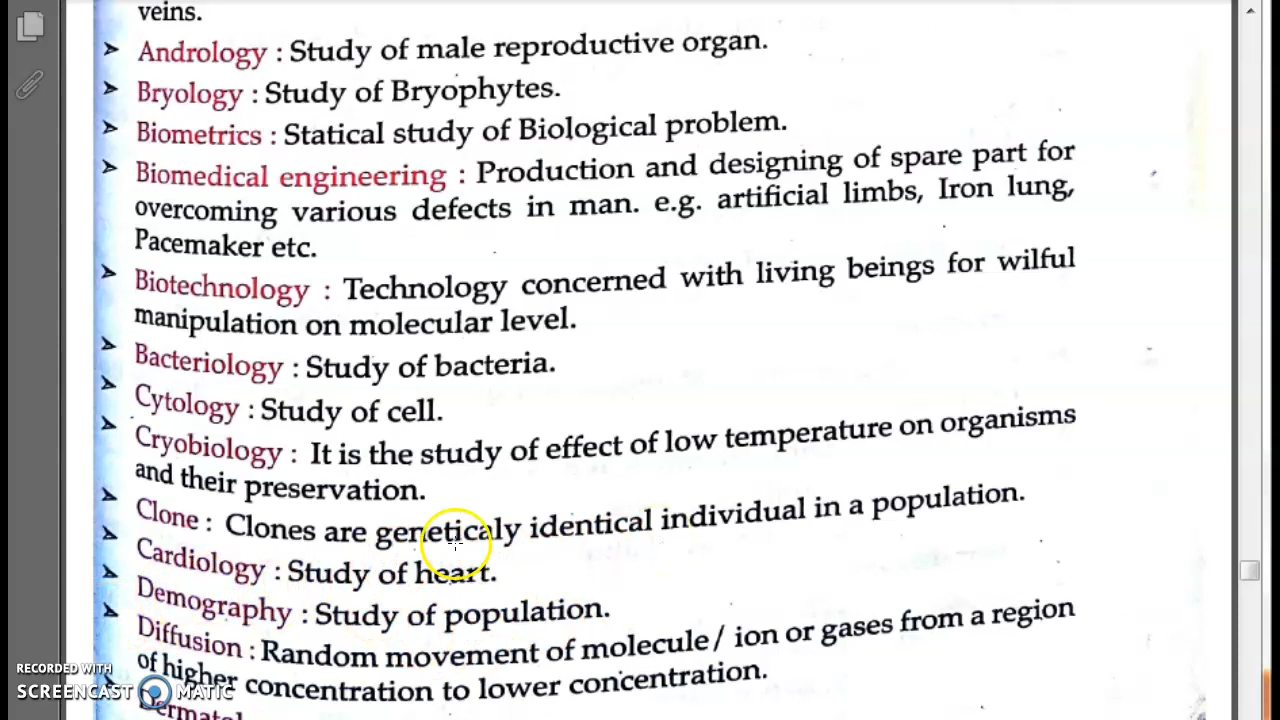 veins.
➤ Andrology : Study of male reproductive organ.
➤ Bryology : Study of Bryophytes.
➤ Biometrics : Statical study of Biological problem.
➤ Biomedical engineering : Production and designing of spare part for
overcoming various defects in man. e.g. artificial limbs, Iron lung,
Pacemaker etc.
➤ Biotechnology : Technology concerned with living beings for wilful
manipulation on molecular level.
➤ Bacteriology : Study of bacteria.
➤ Cytology : Study of cell.
➤ Cryobiology : It is the study of effect of low temperature on organisms
and their preservation.
➤ Clone : Clones are geneticaly identical individual in a population.
➤ Cardiology : Study of heart.
➤ Demography : Study of population.
➤ Diffusion : Random movement of molecule/ ion or gases from a region
of higher concentration to lower concentration.
RECORDED WITH
SCREENCAST MATIC